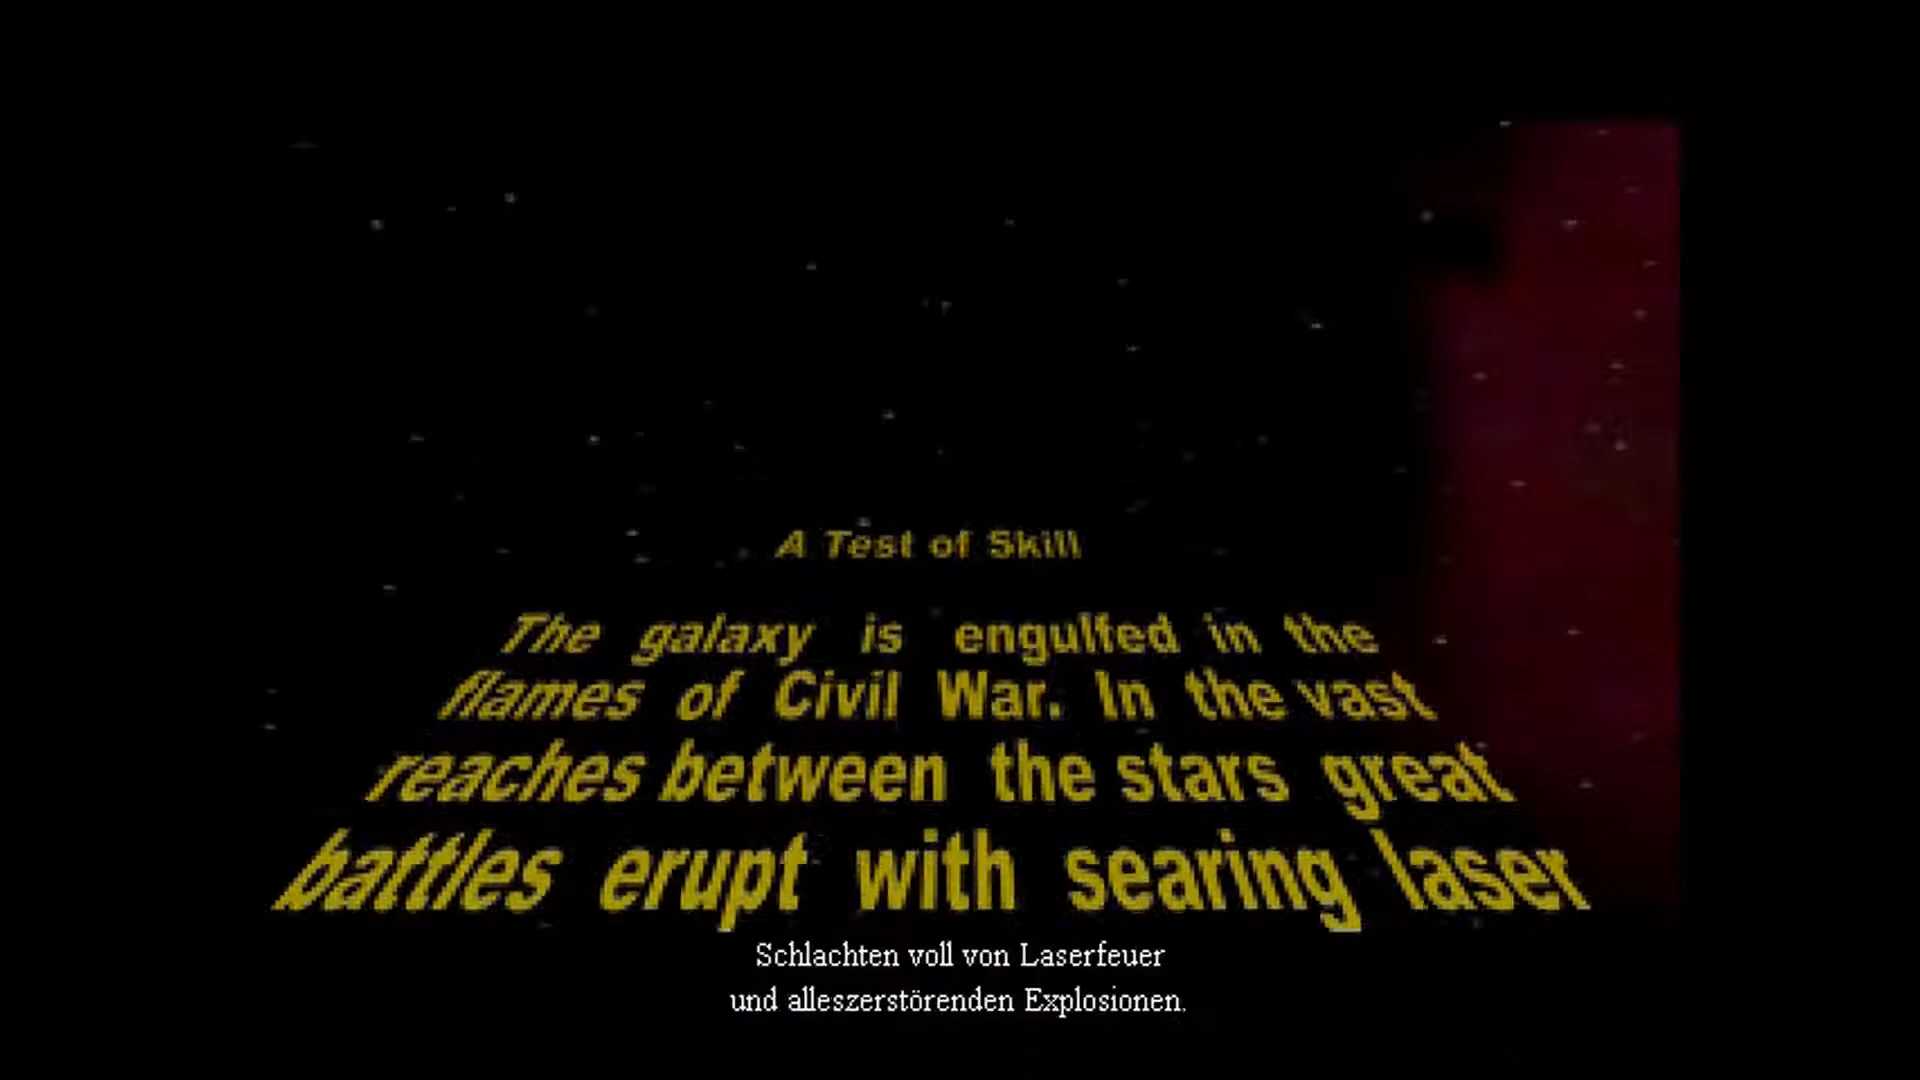 A Test of Skill
The galaxy is engulfed in the
flames of Civil War. In the vast
reaches between the stars great
battles erupt with searing laser
Schlachten voll von Laserfeuer
und alleszerstörenden Explosionen.